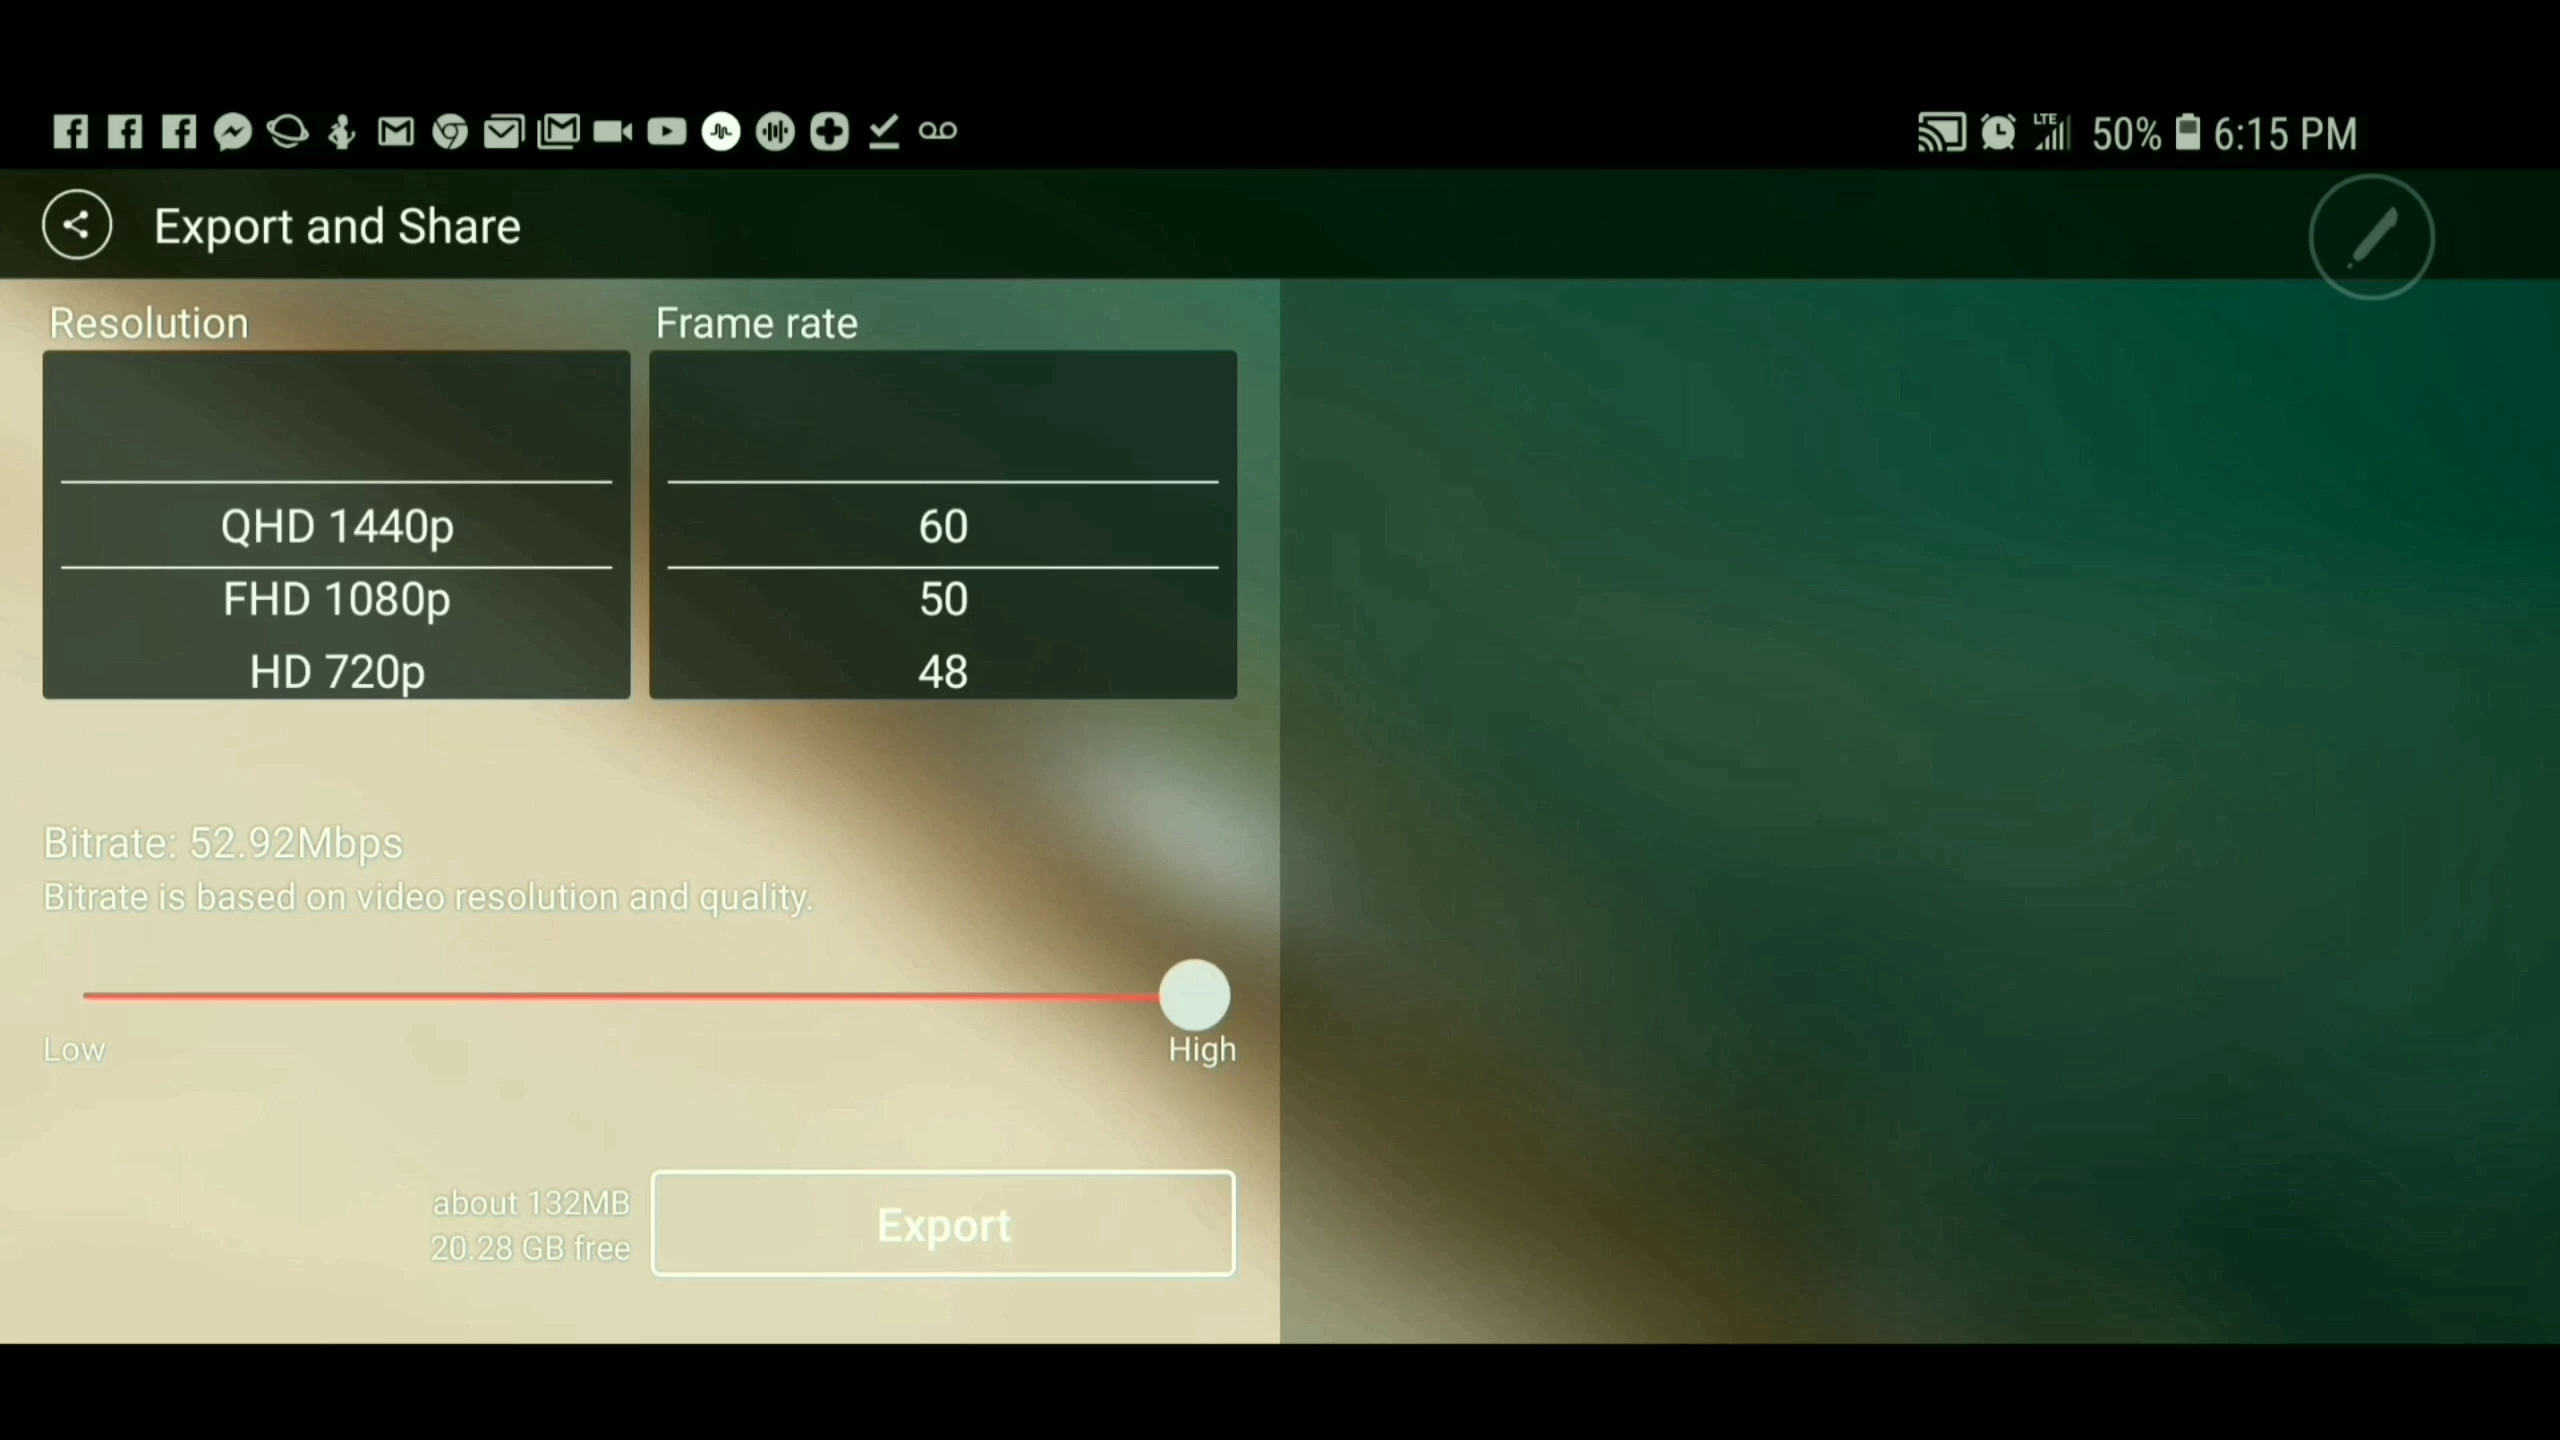 LTE 50% 6:15 PM
Export and Share
Resolution
Frame rate
QHD 1440p
60
FHD 1080p
50
HD 720p
48
Bitrate: 52.92Mbps
Bitrate is based on video resolution and quality.
Low
High
about 132MB
20.28 GB free
Export